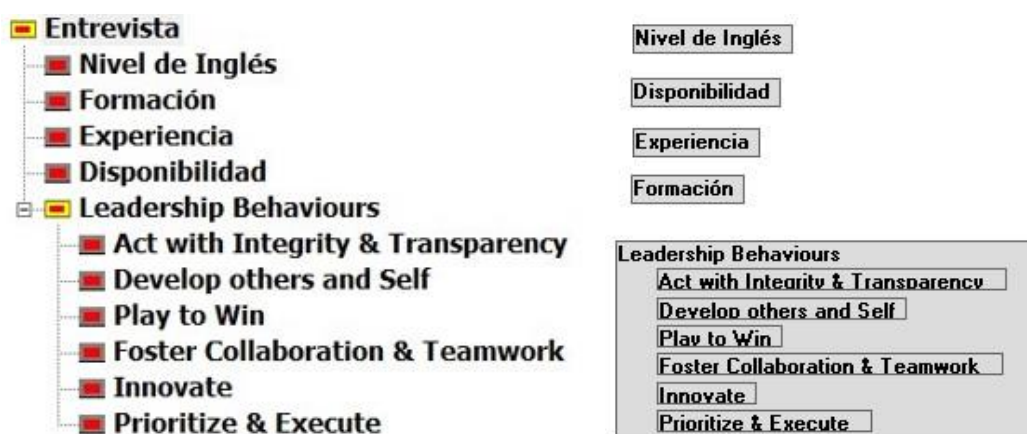 Entrevista
Nivel de Inglés
Formación
Experiencia
Disponibilidad
Leadership Behaviours
Act with Integrity & Transparency
Develop others and Self
Play to Win
Foster Collaboration & Teamwork
Innovate
Prioritize & Execute
Nivel de Inglés
Disponibilidad
Experiencia
Formación
Leadership Behaviours
Act with Integrity & Transparency
Develop others and Self
Play to Win
Foster Collaboration & Teamwork
Innovate
Prioritize & Execute